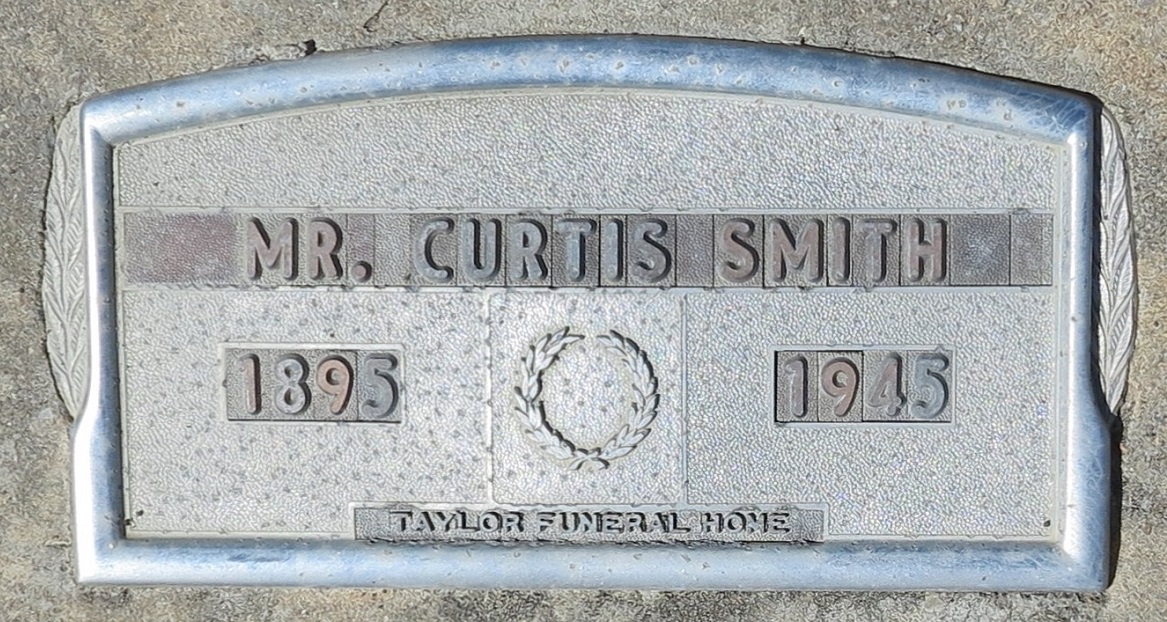 MR. CURTIS SMITH
1895 1945
TAYLOR FUNERAL HOME